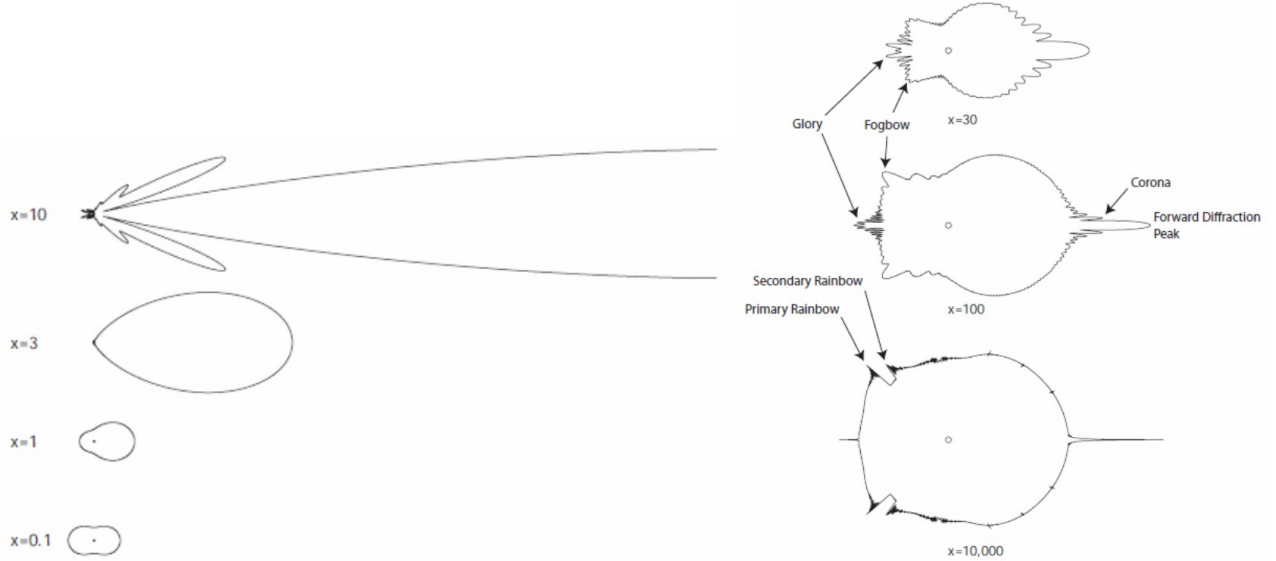 x=10
x=3
x=1
x=0.1
Glory
Fogbow
x=30
Corona
Forward Diffraction
Peak
Secondary Rainbow
Primary Rainbow
x=100
x=10,000